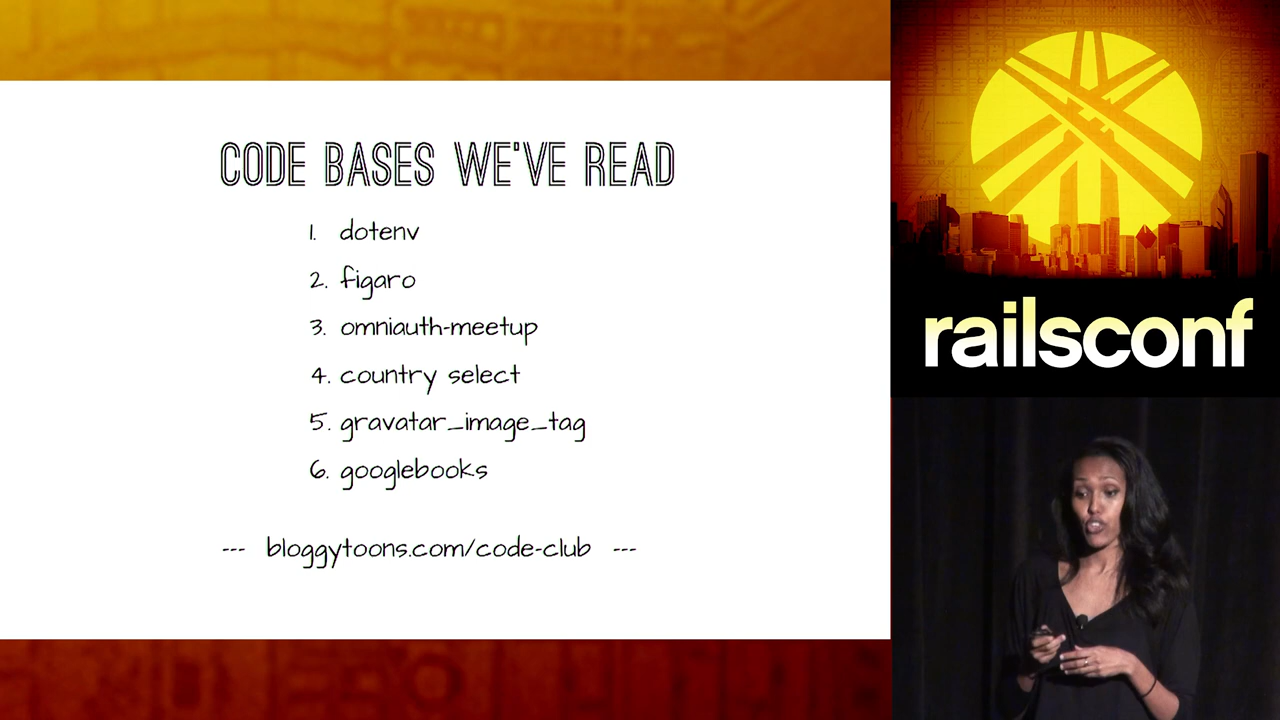 CODE BASES WE'VE READ
1. dotenv
2. figaro
3. omniauth-meetup
4. country select
5. gravatar_image_tag
6. googlebooks
--- bloggytoons.com/code-club ---
railsconf